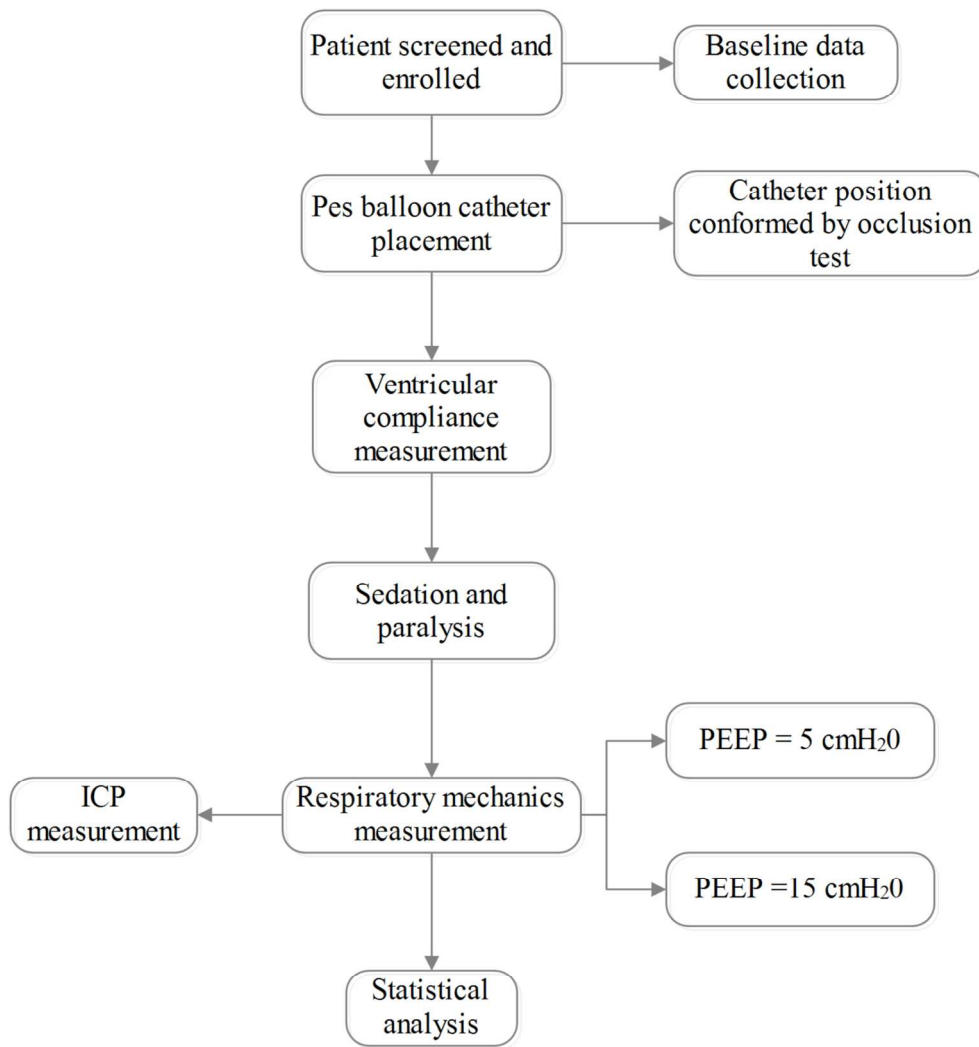 Patient screened and
enrolled
Baseline data
collection
Pes balloon catheter
placement
Catheter position
conformed by occlusion
test
Ventricular
compliance
measurement
Sedation and
paralysis
PEEP = 5 cmH₂0
ICP
measurement
Respiratory mechanics
measurement
PEEP =15 cmH₂0
Statistical
analysis